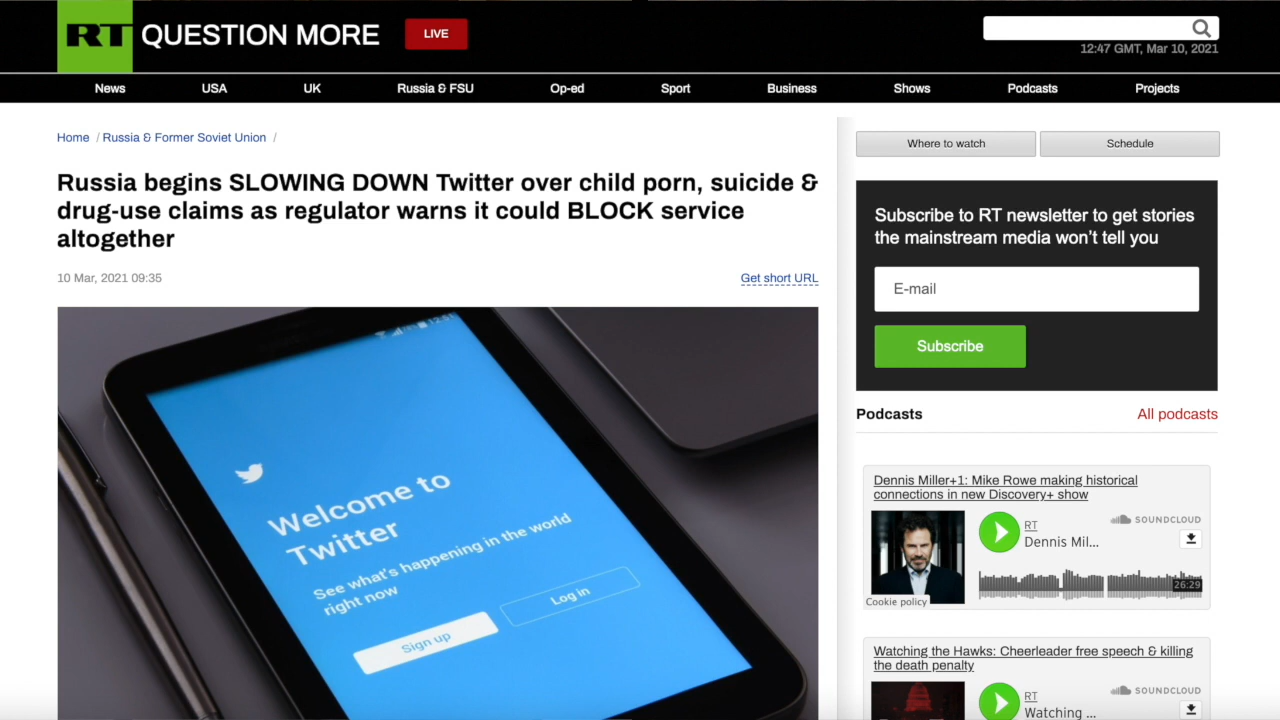 RT QUESTION MORE
LIVE
12:47 GMT, Mar 10, 2021
News USA UK Russia & FSU Op-ed Sport Business Shows Podcasts Projects
Home / Russia & Former Soviet Union /
Russia begins SLOWING DOWN Twitter over child porn, suicide &
drug-use claims as regulator warns it could BLOCK service
altogether
10 Mar, 2021 09:35
Get short URL
12:51
Welcome to
Twitter
See what's happening in the world
right now
Sign up
Log in
Where to watch
Schedule
Subscribe to RT newsletter to get stories
the mainstream media won't tell you
E-mail
Subscribe
Podcasts
All podcasts
Dennis Miller+1: Mike Rowe making historical
connections in new Discovery+ show
SOUNDCLOUD
RT
Dennis Mil...
26:29
Cookie policy
Watching the Hawks: Cheerleader free speech & killing
the death penalty
SOUNDCLOUD
RT
Watching ...